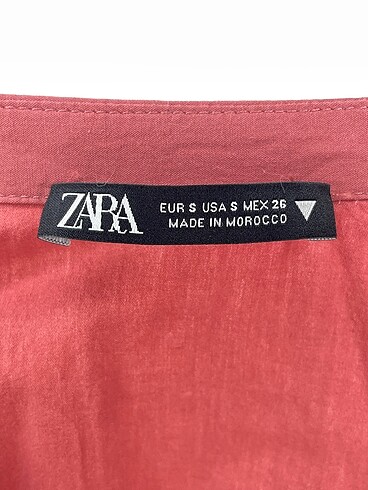 ZARA
EUR S USA S MEX 26
MADE IN MOROCCO